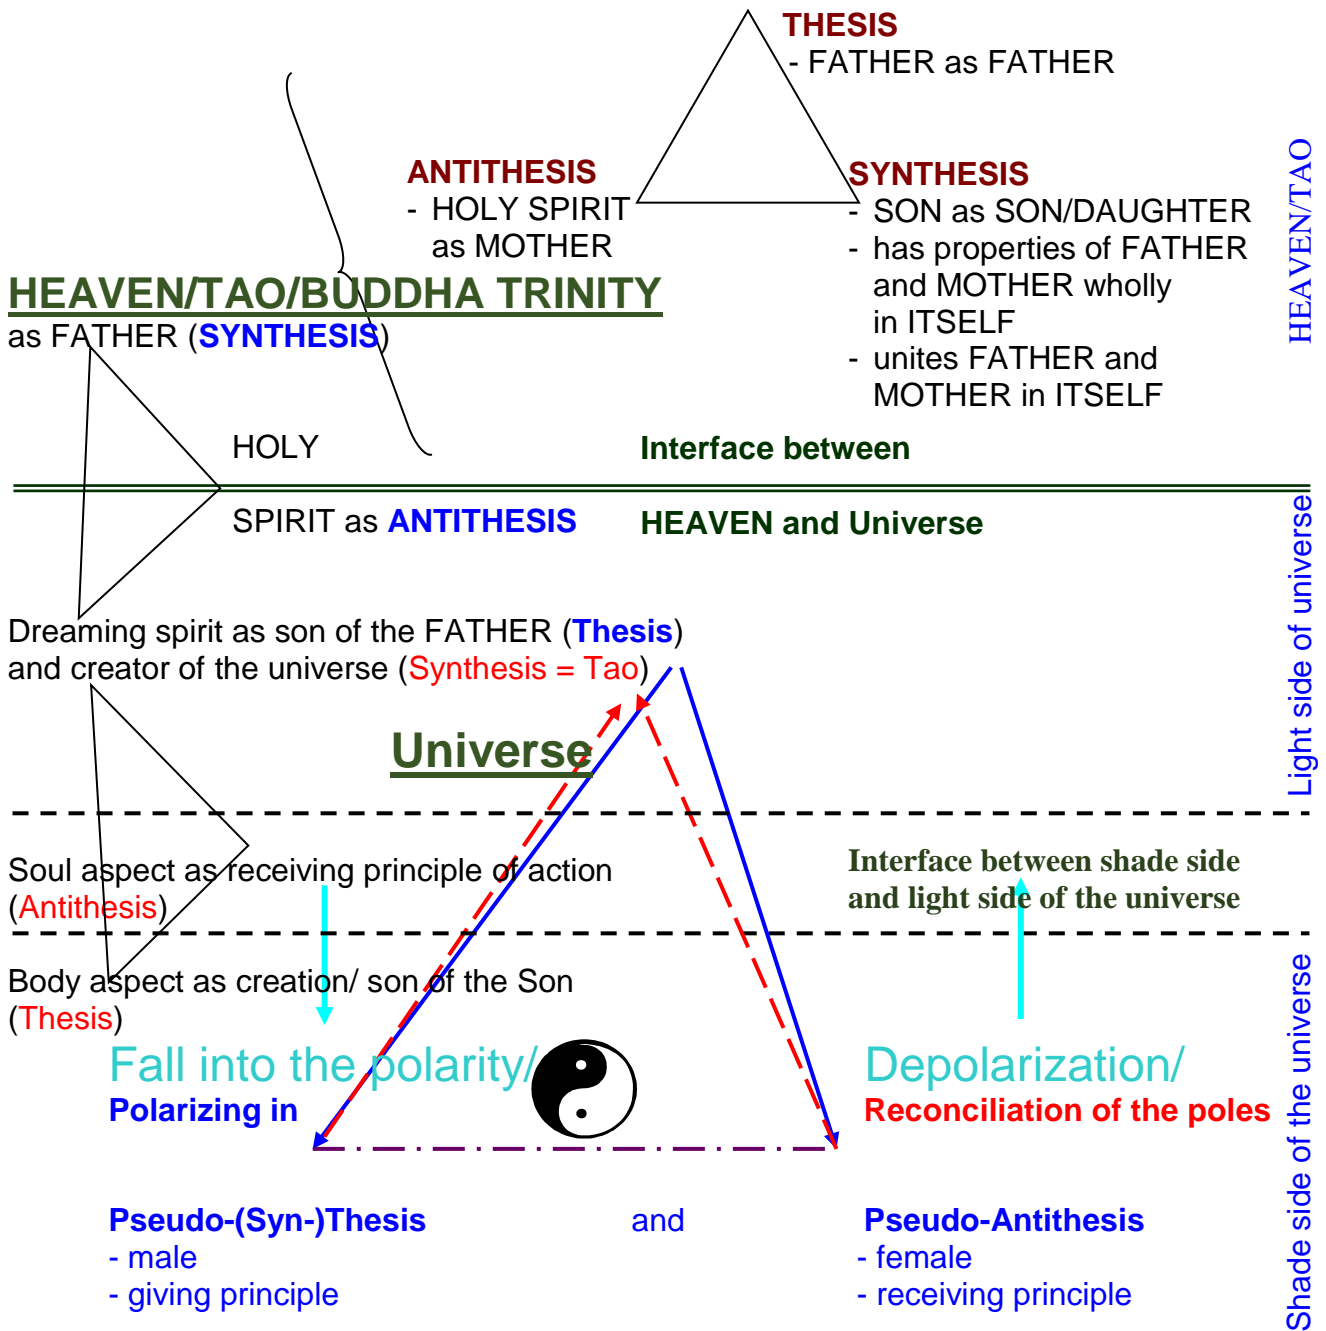 THESIS
- FATHER as FATHER
ANTITHESIS
- HOLY SPIRIT
as MOTHER
SYNTHESIS
- SON as SON/DAUGHTER
- has properties of FATHER
and MOTHER wholly
in ITSELF
- unites FATHER and
MOTHER in ITSELF
HEAVEN/TAO
HEAVEN/TAO/BUDDHA TRINITY
as FATHER (SYNTHESIS)
HOLY
Interface between
SPIRIT as ANTITHESIS
HEAVEN and Universe
Light side of universe
Dreaming spirit as son of the FATHER (Thesis)
and creator of the universe (Synthesis = Tao)
Universe
Soul aspect as receiving principle of action
(Antithesis)
Interface between shade side
and light side of the universe
Body aspect as creation/ son of the Son
(Thesis)
Fall into the polarity/
Polarizing in
Depolarization/
Reconciliation of the poles
Shade side of the universe
Pseudo-(Syn-)Thesis
- male
- giving principle
and
Pseudo-Antithesis
- female
- receiving principle